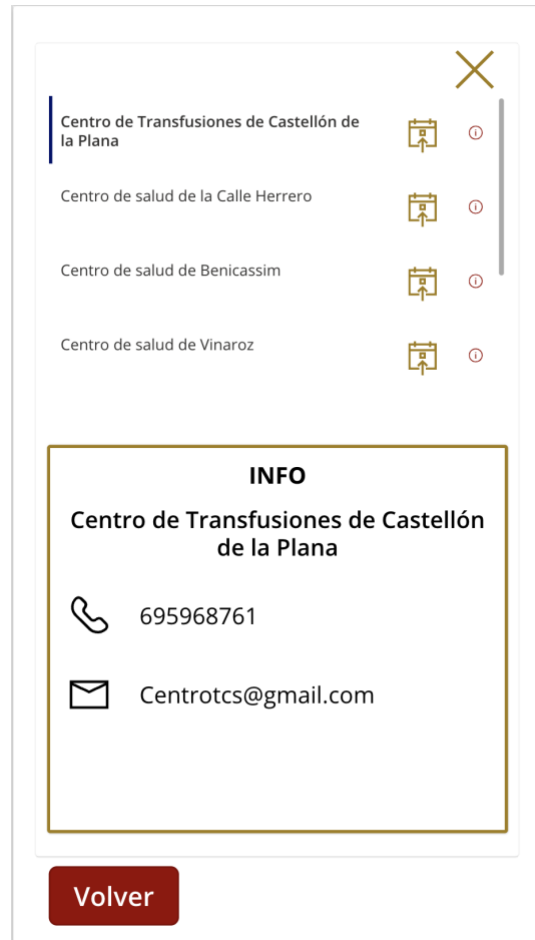 Centro de Transfusiones de Castellón de
la Plana
Centro de salud de la Calle Herrero
Centro de salud de Benicassim
Centro de salud de Vinaroz
INFO
Centro de Transfusiones de Castellón
de la Plana
695968761
Centrotcs@gmail.com
Volver